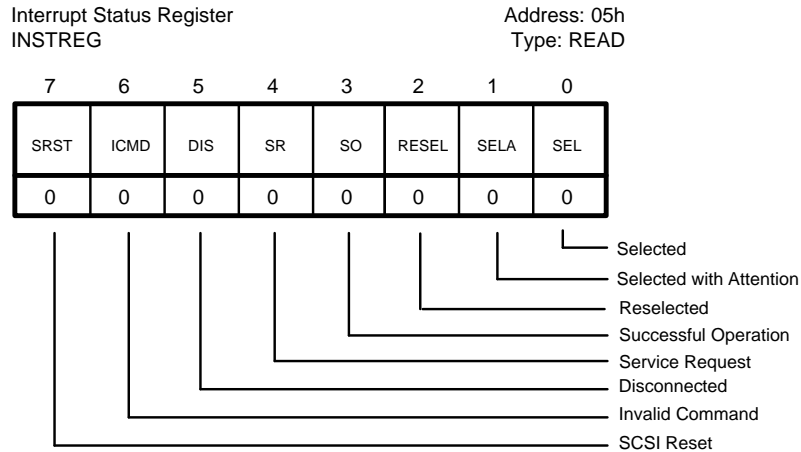 Interrupt Status Register Address: 05h
INSTREG Type: READ
7 6 5 4 3 2 1 0
SRST ICMD DIS SR SO RESEL SELA SEL
0 0 0 0 0 0 0 0
Selected
Selected with Attention
Reselected
Successful Operation
Service Request
Disconnected
Invalid Command
SCSI Reset